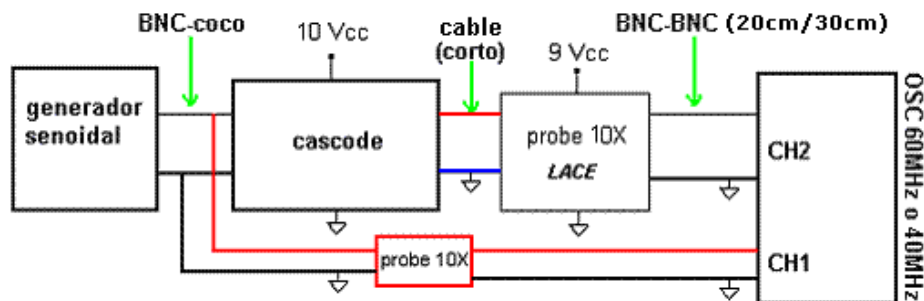 BNC-coco
10 Vcc
cable
(corto)
9 Vcc
BNC-BNC (20cm/30cm)
generador
senoidal
cascode
probe 10X
LACE
CH2
CH1
probe 10X
OSC 60MHz o 40MHz